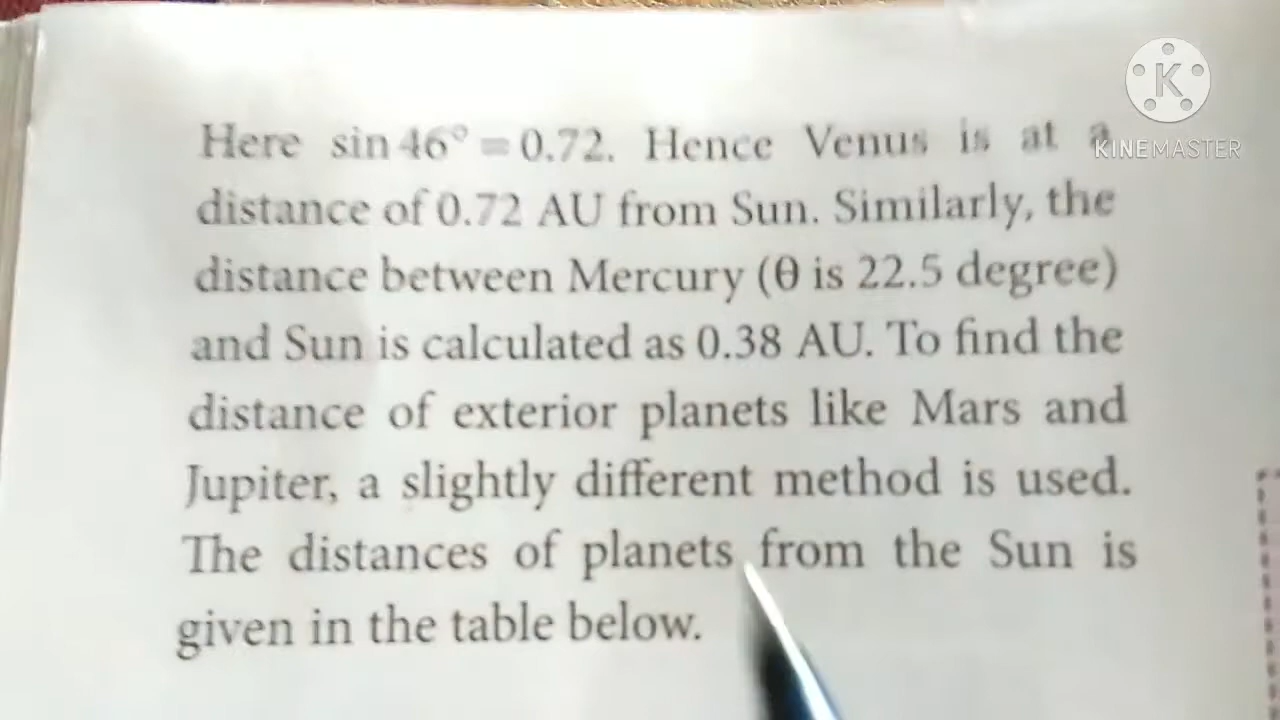 Here sin 46° = 0.72. Hence Venus is at a
distance of 0.72 AU from Sun. Similarly, the
distance between Mercury (θ is 22.5 degree)
and Sun is calculated as 0.38 AU. To find the
distance of exterior planets like Mars and
Jupiter, a slightly different method is used.
The distances of planets from the Sun is
given in the table below.
K
KINEMASTER